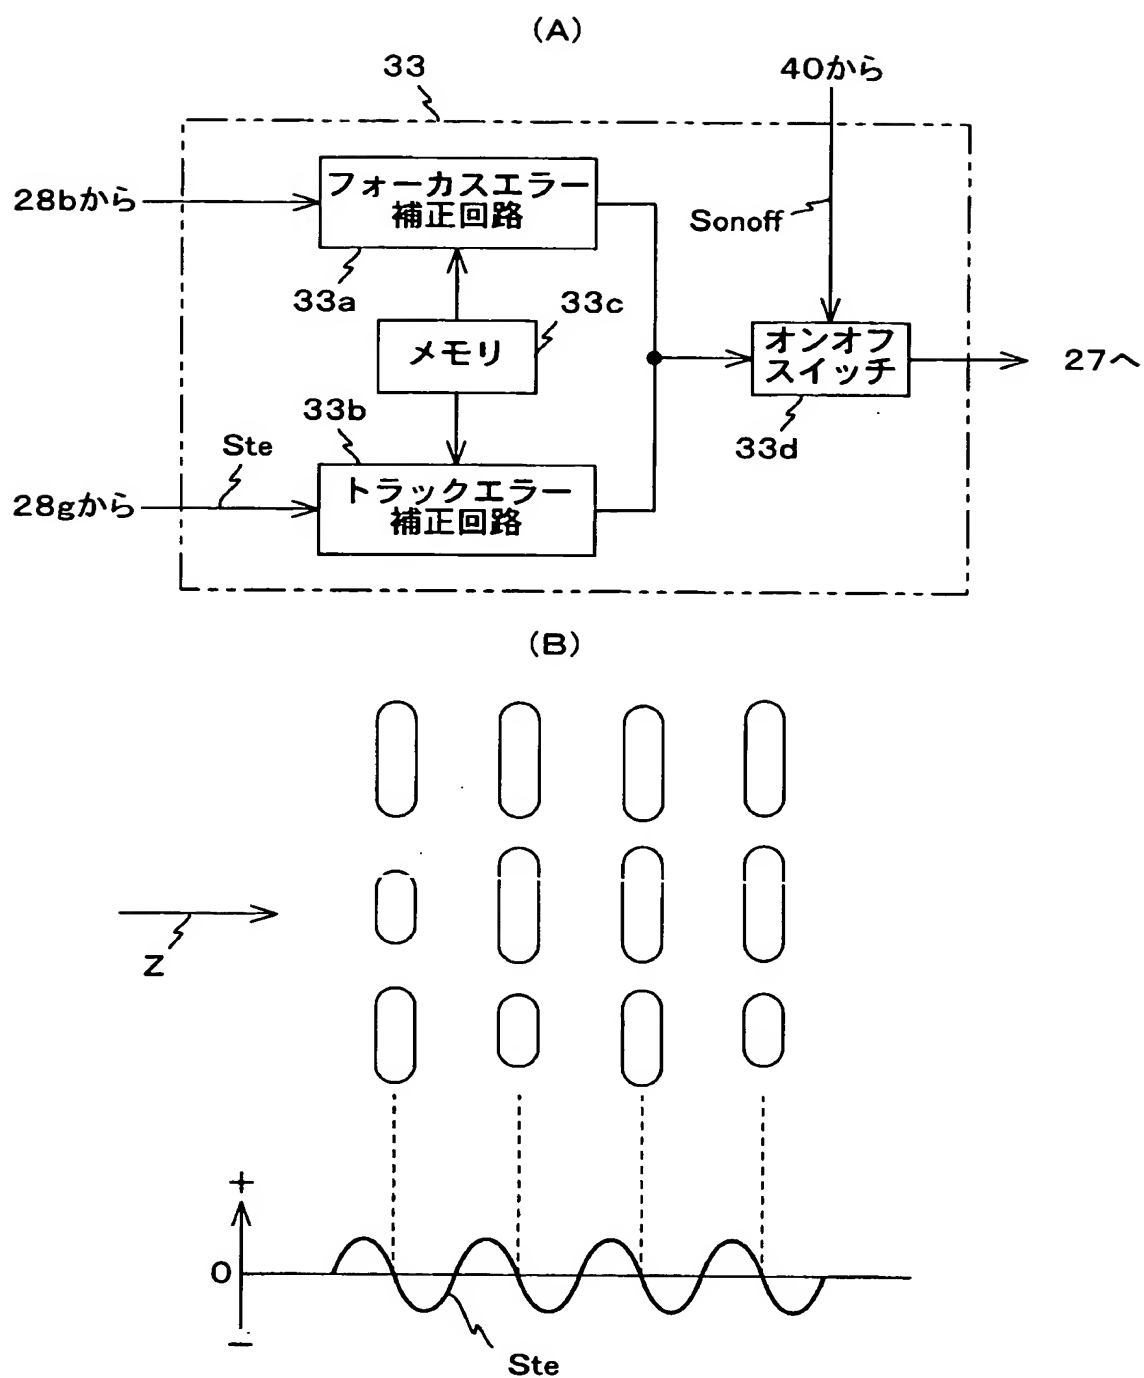 (A)
33
40から
28bから
フォーカスエラー
補正回路
Sonoff
33a
33c
メモリ
オンオフ
スイッチ
27へ
33b
33d
Ste
28gから
トラックエラー
補正回路
(B)
Z
+
0
−
Ste